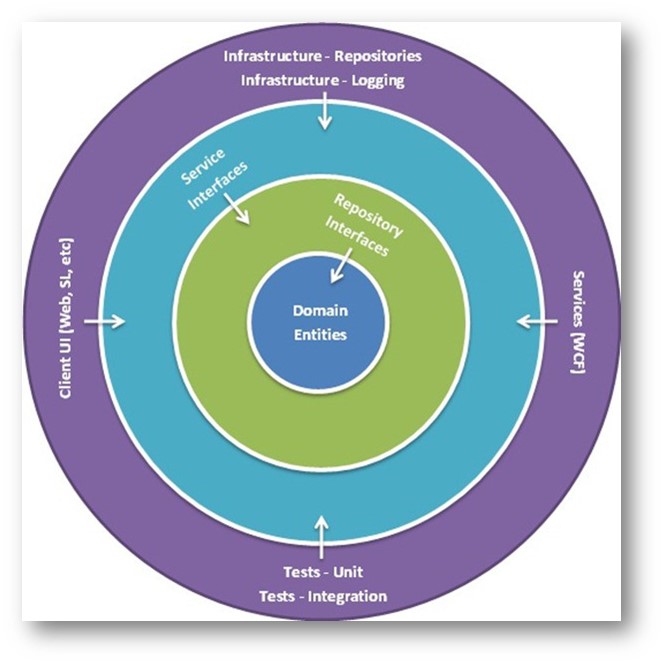 Infrastructure - Repositories
Infrastructure - Logging
Service
Interfaces
Repository
Interfaces
Client UI (Web, SL, etc)
Domain
Entities
Services (WCF)
Tests - Unit
Tests - Integration